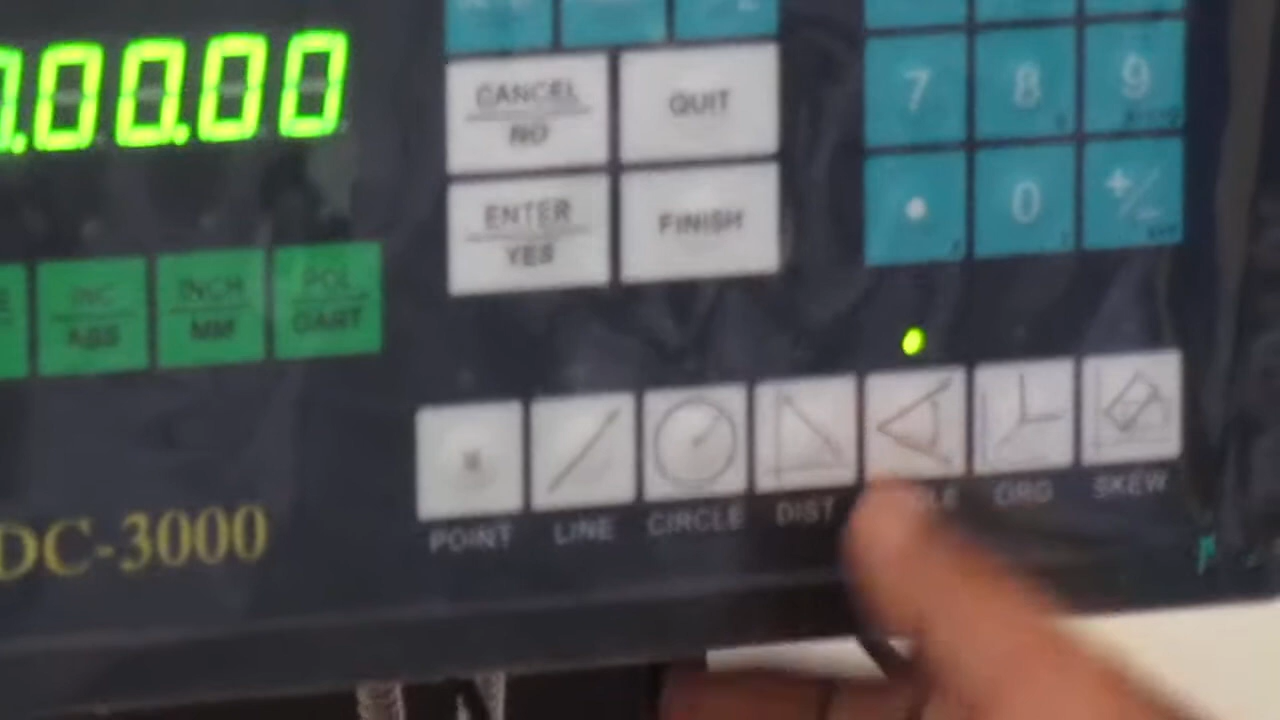 00.00
CANCEL
NO
QUIT
7
8
9
ENTER
YES
FINISH
.
0
+/-
INC
ABS
INCH
MM
POL
CART
POINT
LINE
CIRCLE
DIST
ORG
SKEW
DC-3000